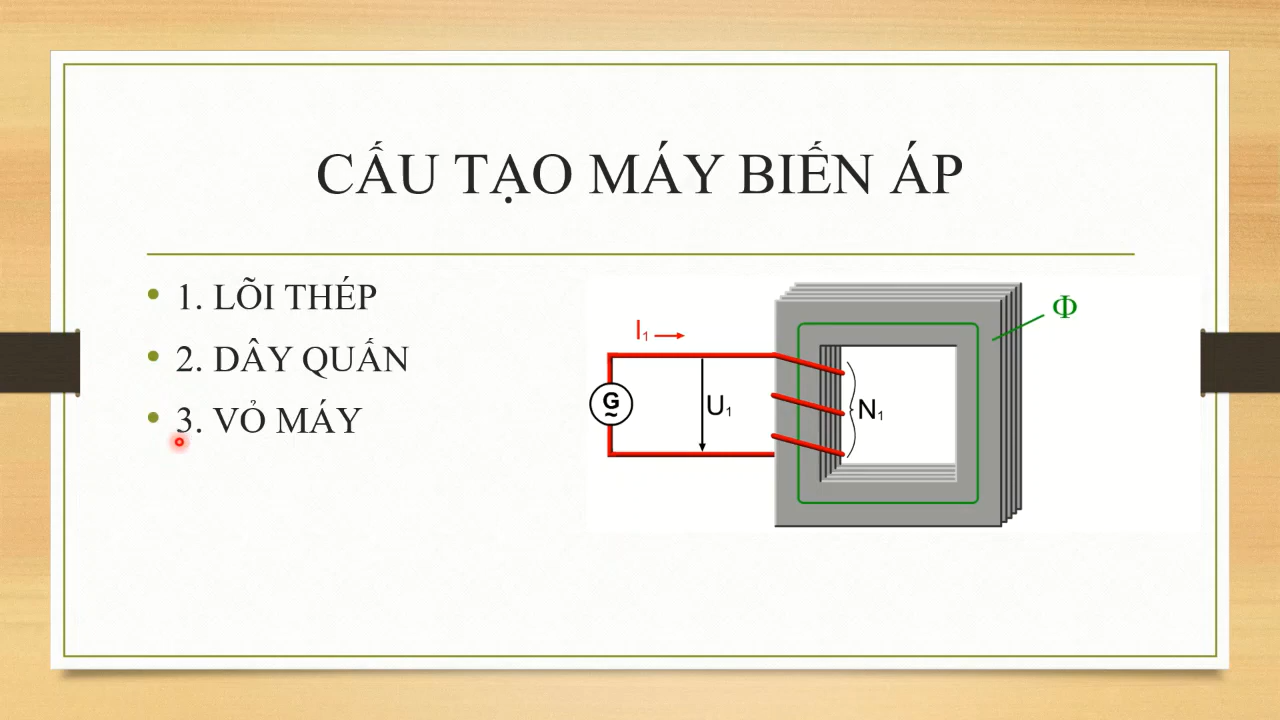 CẤU TẠO MÁY BIẾN ÁP
• 1. LÕI THÉP
• 2. DÂY QUẤN
• 3. VỎ MÁY
I₁
Φ
G
~
U₁
N₁